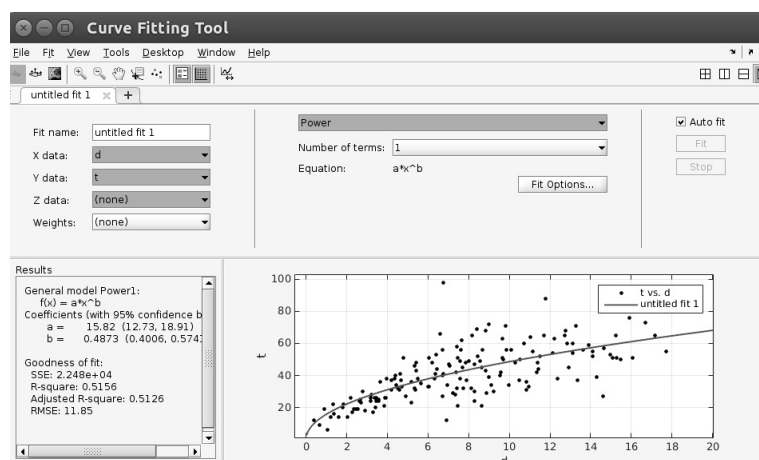 Curve Fitting Tool
File Fit View Tools Desktop Window Help
untitled fit 1
Fit name: untitled fit 1
X data: d
Y data: t
Z data: (none)
Weights: (none)
Power
Number of terms: 1
Equation: a*x^b
Fit Options...
Auto fit
Fit
Stop
Results
General model Power1:
f(x) = a*x^b
Coefficients (with 95% confidence b
a = 15.82 (12.73, 18.91)
b = 0.4873 (0.4006, 0.574
Goodness of fit:
SSE: 2.248e+04
R-square: 0.5156
Adjusted R-square: 0.5126
RMSE: 11.85
t vs. d
untitled fit 1
100
80
60
40
20
t
0 2 4 6 8 10 12 14 16 18 20